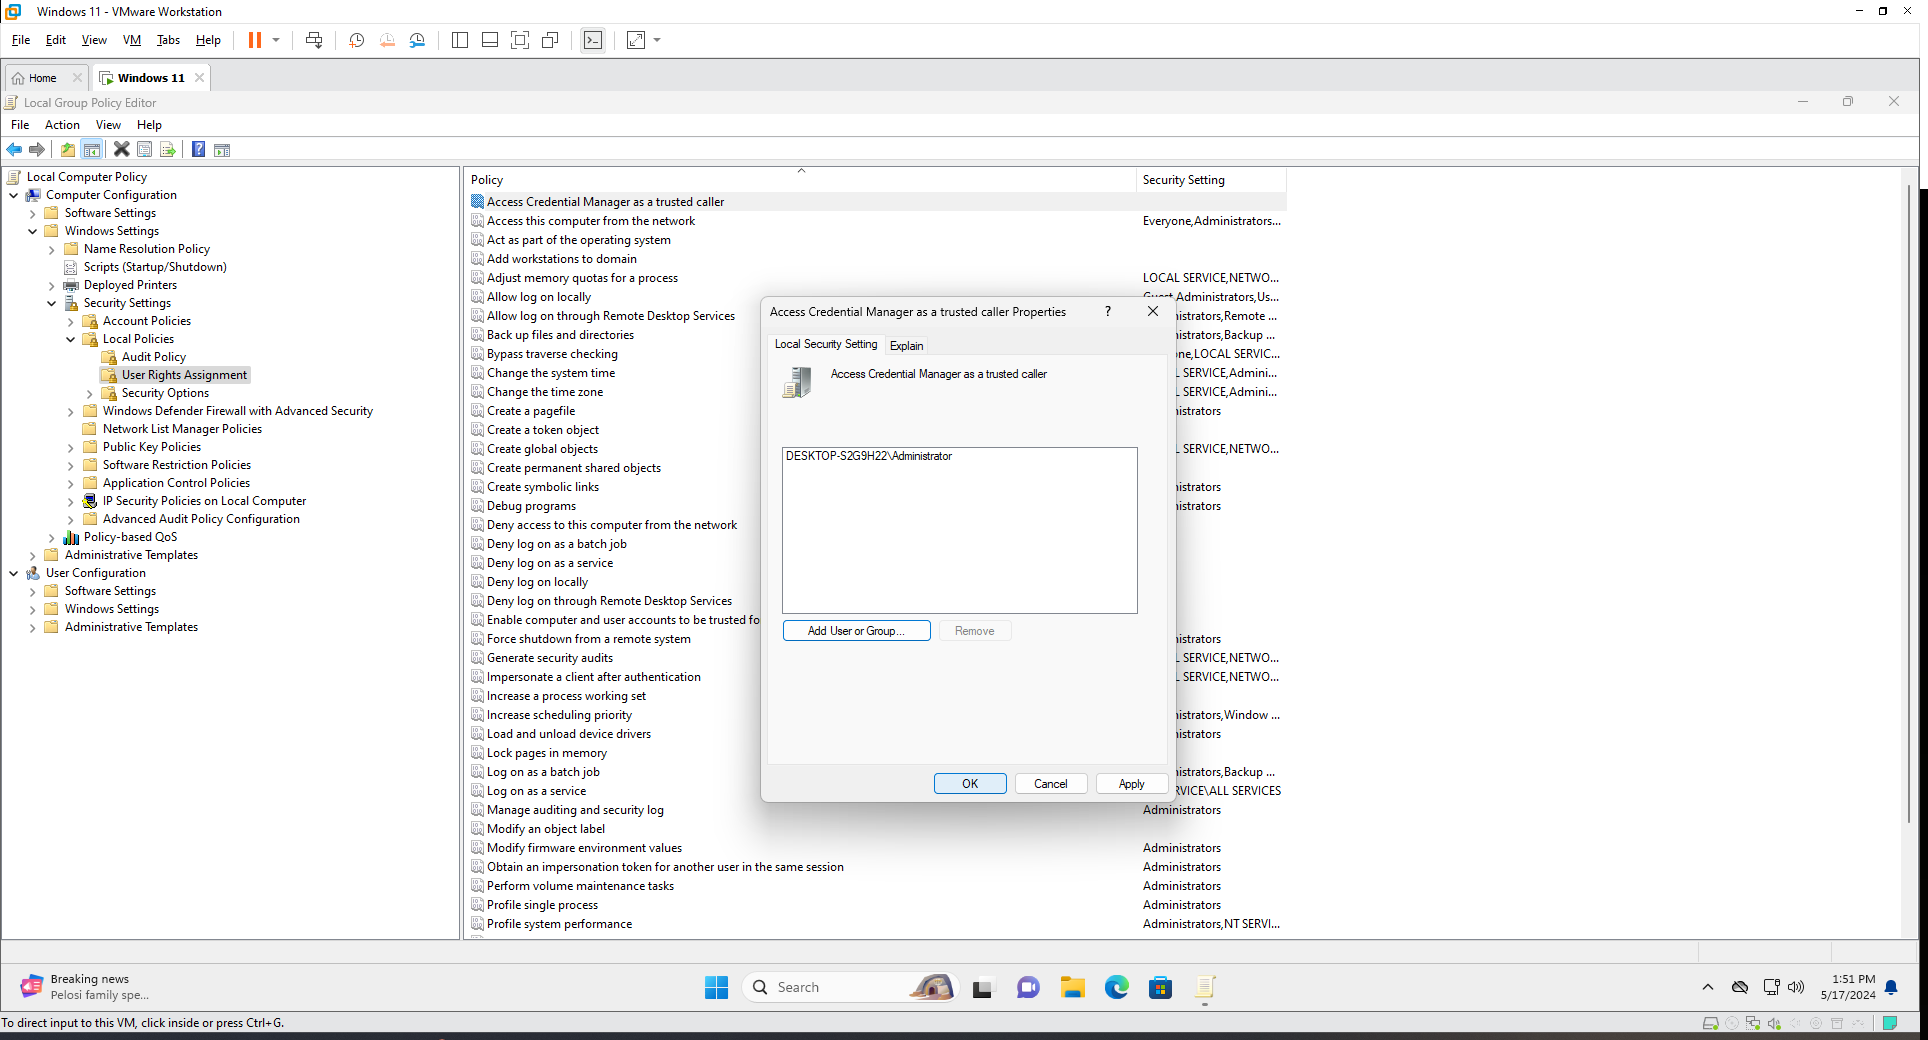 Windows 11 - VMware Workstation
File Edit View VM Tabs Help
Home
Windows 11
Local Group Policy Editor
File Action View Help
Local Computer Policy
Computer Configuration
Software Settings
Windows Settings
Name Resolution Policy
Scripts (Startup/Shutdown)
Deployed Printers
Security Settings
Account Policies
Local Policies
Audit Policy
User Rights Assignment
Security Options
Windows Defender Firewall with Advanced Security
Network List Manager Policies
Public Key Policies
Software Restriction Policies
Application Control Policies
IP Security Policies on Local Computer
Advanced Audit Policy Configuration
Policy-based QoS
Administrative Templates
User Configuration
Software Settings
Windows Settings
Administrative Templates
Policy Security Setting
Access Credential Manager as a trusted caller
Access this computer from the network Everyone,Administrators...
Act as part of the operating system
Add workstations to domain
Adjust memory quotas for a process LOCAL SERVICE,NETWO...
Allow log on locally Guest,Administrators,Us...
Allow log on through Remote Desktop Services istrators,Remote ...
Back up files and directories istrators,Backup ...
Bypass traverse checking ne,LOCAL SERVIC...
Change the system time SERVICE,Admini...
Change the time zone SERVICE,Admini...
Create a pagefile istrators
Create a token object
Create global objects SERVICE,NETWO...
Create permanent shared objects
Create symbolic links istrators
Debug programs istrators
Deny access to this computer from the network
Deny log on as a batch job
Deny log on as a service
Deny log on locally
Deny log on through Remote Desktop Services
Enable computer and user accounts to be trusted fo
Force shutdown from a remote system istrators
Generate security audits SERVICE,NETWO...
Impersonate a client after authentication SERVICE,NETWO...
Increase a process working set
Increase scheduling priority istrators,Window ...
Load and unload device drivers istrators
Lock pages in memory
Log on as a batch job istrators,Backup ...
Log on as a service RVICE\ALL SERVICES
Manage auditing and security log Administrators
Modify an object label
Modify firmware environment values Administrators
Obtain an impersonation token for another user in the same session Administrators
Perform volume maintenance tasks Administrators
Profile single process Administrators
Profile system performance Administrators,NT SERVI...
Access Credential Manager as a trusted caller Properties ?
Local Security Setting Explain
Access Credential Manager as a trusted caller
DESKTOP-S2G9H22\Administrator
Add User or Group... Remove
OK Cancel Apply
Breaking news
Pelosi family spe...
Search
1:51 PM
5/17/2024
To direct input to this VM, click inside or press Ctrl+G.